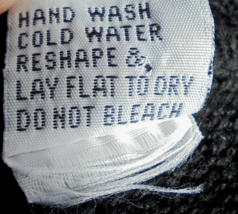 HAND WASH
COLD WATER
RESHAPE &
LAY FLAT TO DRY
DO NOT BLEACH